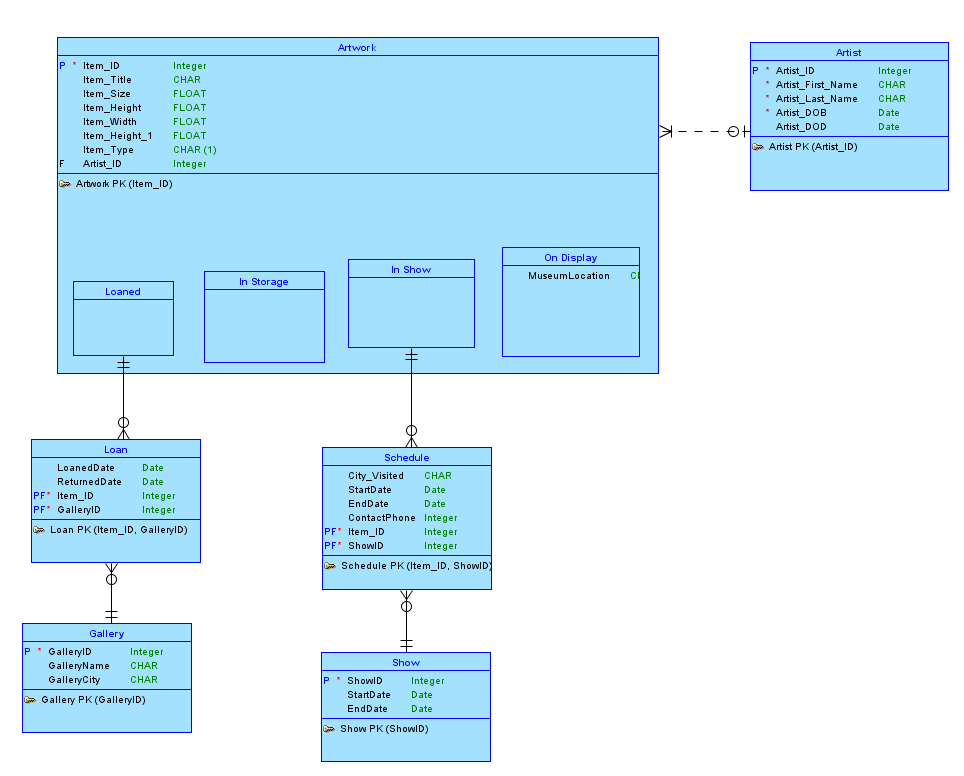 Artwork
P * Item_ID Integer
Item_Title CHAR
Item_Size FLOAT
Item_Height FLOAT
Item_Width FLOAT
Item_Height_1 FLOAT
Item_Type CHAR (1)
F Artist_ID Integer
Artwork PK (Item_ID)
Artist
P * Artist_ID Integer
* Artist_First_Name CHAR
* Artist_Last_Name CHAR
* Artist_DOB Date
Artist_DOD Date
Artist PK (Artist_ID)
Loaned
In Storage
In Show
On Display
MuseumLocation
Loan
LoanedDate Date
ReturnedDate Date
PF* Item_ID Integer
PF* GalleryID Integer
Loan PK (Item_ID, GalleryID)
Schedule
City_Visited CHAR
StartDate Date
EndDate Date
ContactPhone Integer
PF* Item_ID Integer
PF* ShowID Integer
Schedule PK (Item_ID, ShowID)
Gallery
P * GalleryID Integer
GalleryName CHAR
GalleryCity CHAR
Gallery PK (GalleryID)
Show
P * ShowID Integer
StartDate Date
EndDate Date
Show PK (ShowID)